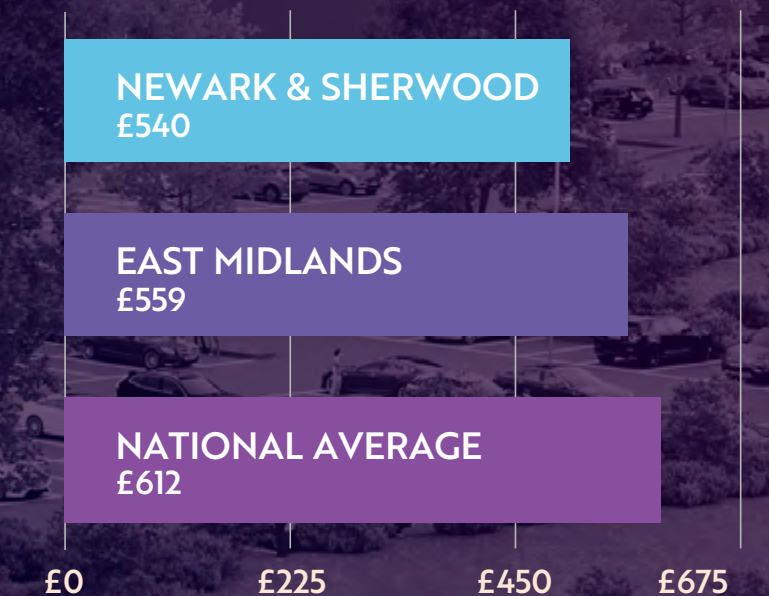 NEWARK & SHERWOOD
£540
EAST MIDLANDS
£559
NATIONAL AVERAGE
£612
£0 £225 £450 £675